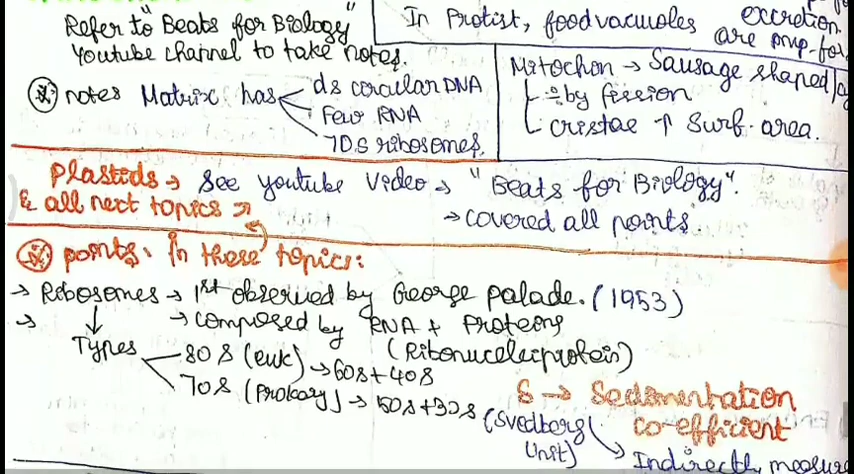 Refer to "Beats for Biology"
Youtube channel to take notes.
notes Matrix has ds circular DNA
Few RNA
70S ribosomes.
In Protist, food vacuoles
excretion.
are
Mitochon → Sausage shaped/
÷ by fission
cristae ↑ surf. area.
Plastids → See youtube video → "Beats for Biology".
& all next topics
→ covered all points.
points. In these topics:
→ Ribosomes → 1st observed by George Palade. (1953)
→ → composed by RNA + Proteins
(Ribonucleoprotein)
Types
80S (euk) → 60S + 40S
70S (Prokary) → 50S + 30S
S → Sedimentation
co-efficient
(Svedberg
Unit)
Indirectly measure